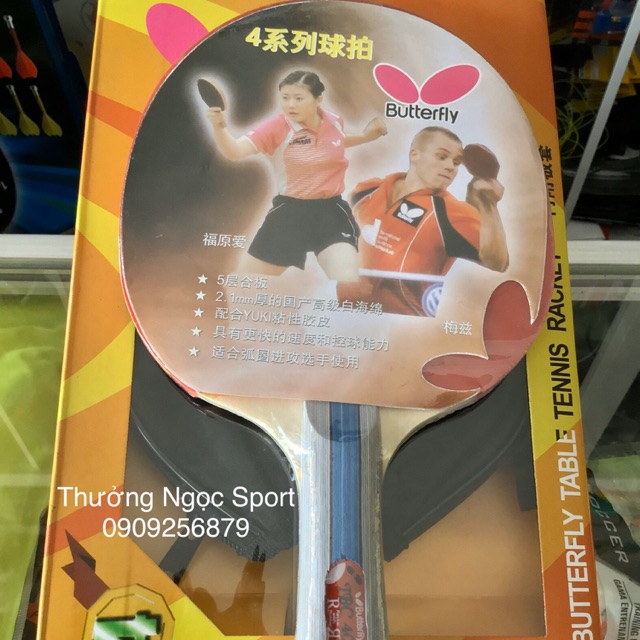 4系列球拍
Butterfly
福原爱
★ 5层合板
★ 2.1mm厚的国产高级白海绵
★ 配合YUKI粘性胶皮
★ 具有更快的速度和控球能力
★ 适合弧圈进攻选手使用
梅兹
BUTTERFLY TABLE TENNIS RACKET
Thưởng Ngọc Sport
0909256879